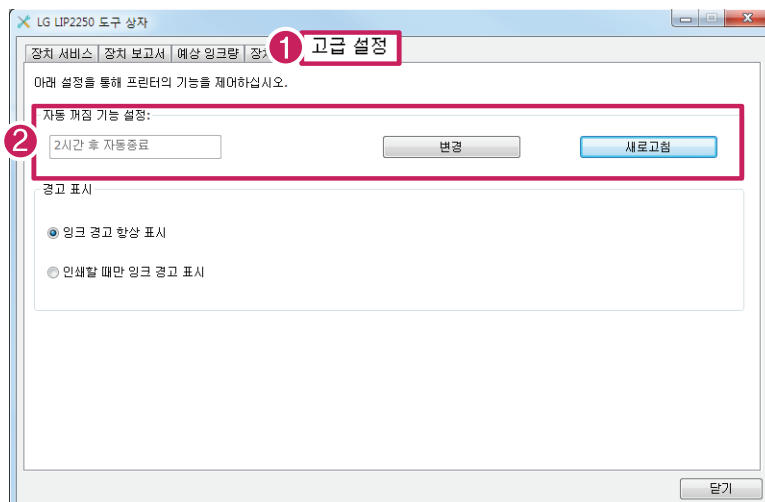 LG LIP2250 도구 상자
장치 서비스 장치 보고서 예상 잉크량 장치 1 고급 설정
아래 설정을 통해 프린터의 기능을 제어하십시오.
자동 꺼짐 기능 설정:
2
2시간 후 자동종료 변경 새로고침
경고 표시
잉크 경고 항상 표시
인쇄할 때만 잉크 경고 표시
닫기